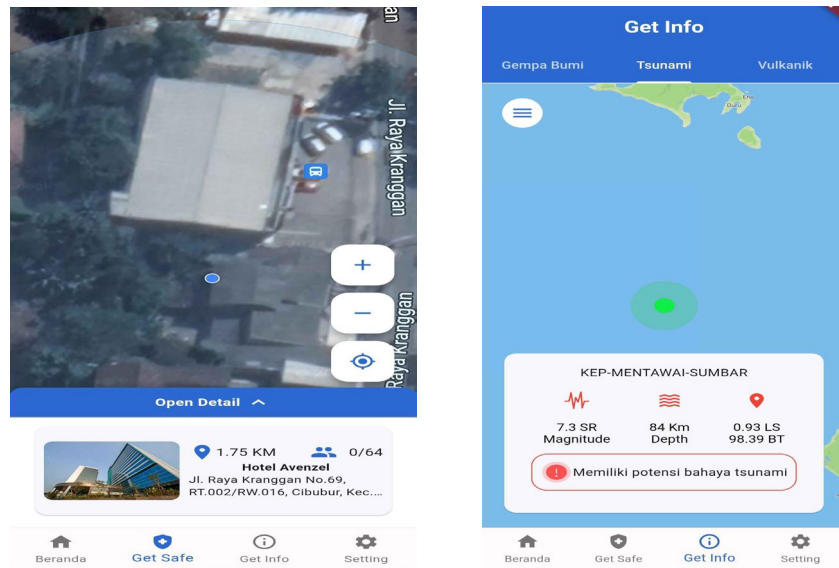 an
Jl. Raya Kranggan
Raya Kranggan
+
−
Open Detail
1.75 KM
0/64
Hotel Avenzel
Jl. Raya Kranggan No.69,
RT.002/RW.016, Cibubur, Kec....
Beranda
Get Safe
Get Info
Setting
Get Info
Gempa Bumi
Tsunami
Vulkanik
KEP-MENTAWAI-SUMBAR
7.3 SR
Magnitude
84 Km
Depth
0.93 LS
98.39 BT
! Memiliki potensi bahaya tsunami
Beranda
Get Safe
Get Info
Setting